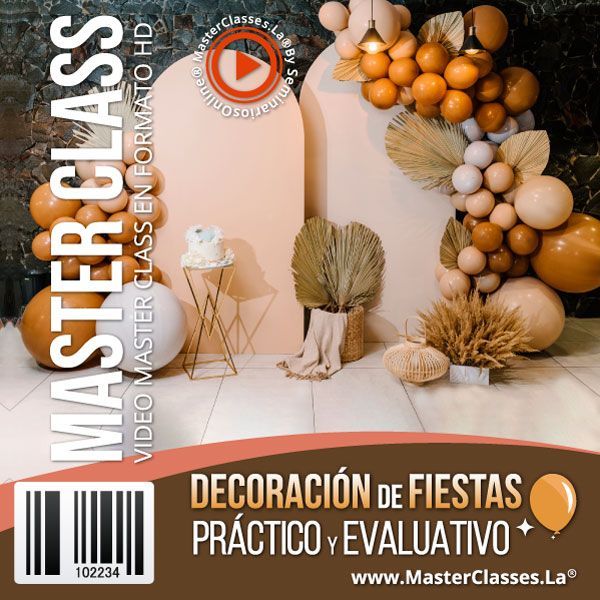 MasterClasses.La® By SeminariosOnline®
MASTER CLASS
VIDEO MASTER CLASS EN FORMATO HD
DECORACIÓN DE FIESTAS
PRÁCTICO Y EVALUATIVO
102234
www.MasterClasses.La®